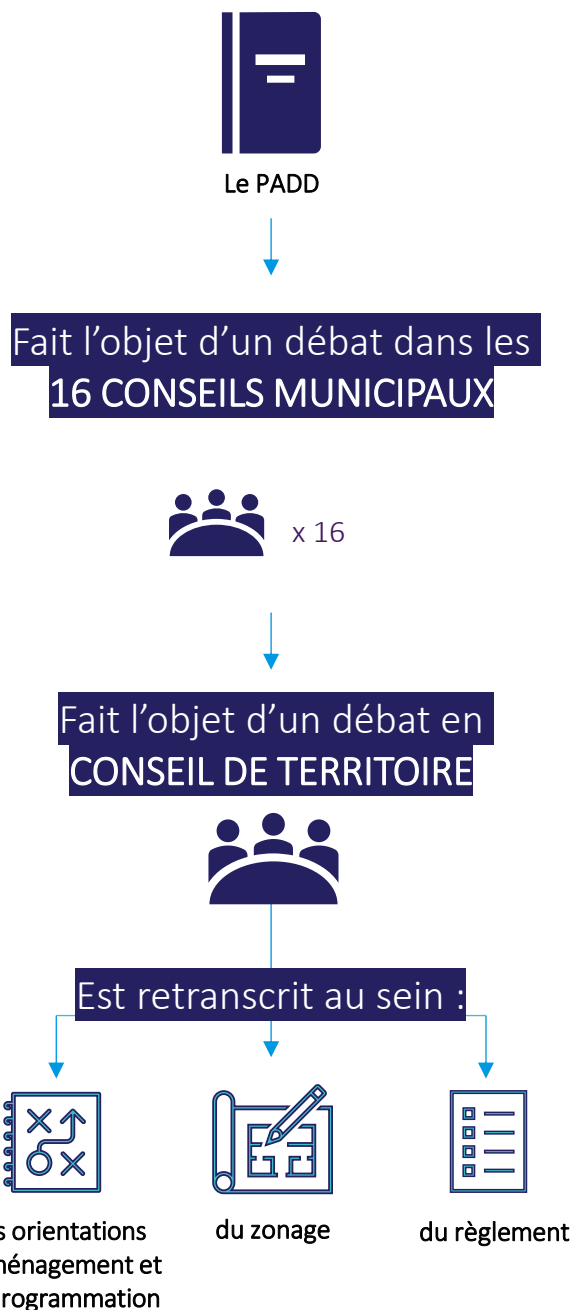 Le PADD
Fait l’objet d’un débat dans les
16 CONSEILS MUNICIPAUX
x 16
Fait l’objet d’un débat en
CONSEIL DE TERRITOIRE
Est retranscrit au sein :
s orientations
ménagement et
rogrammation
du zonage
du règlement